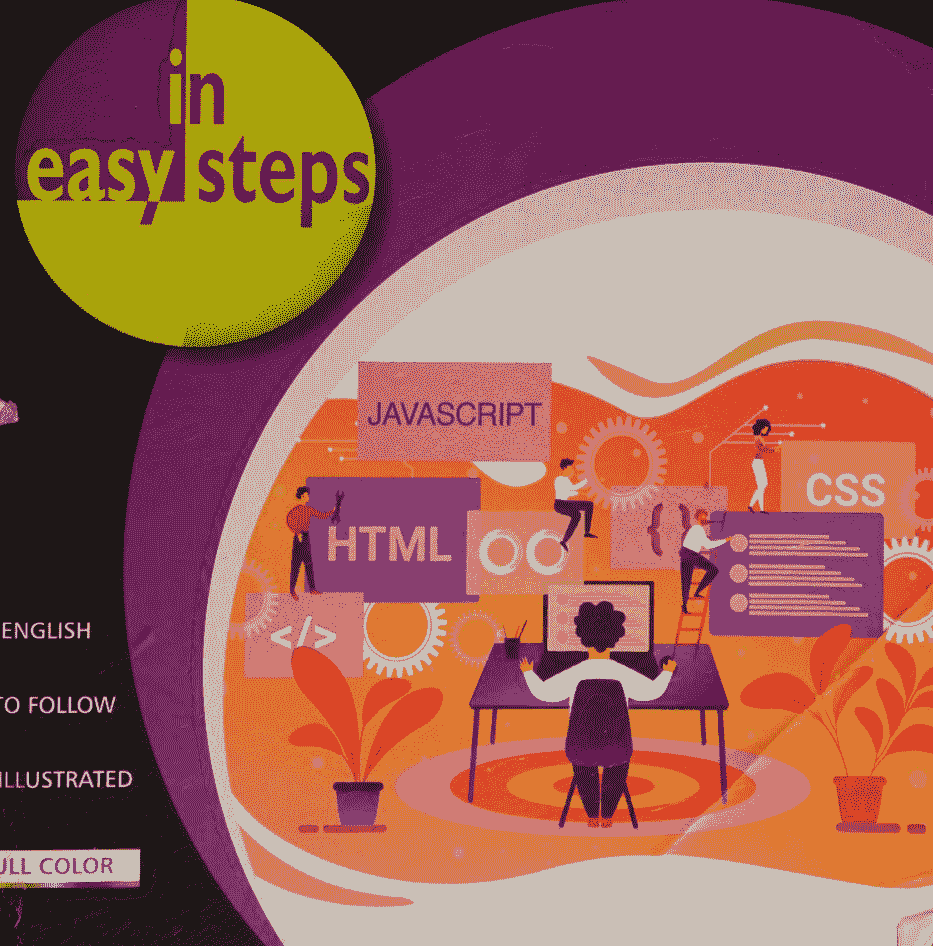 in
easy steps
JAVASCRIPT
CSS
HTML
</>
{ }
ENGLISH
TO FOLLOW
ILLUSTRATED
ULL COLOR